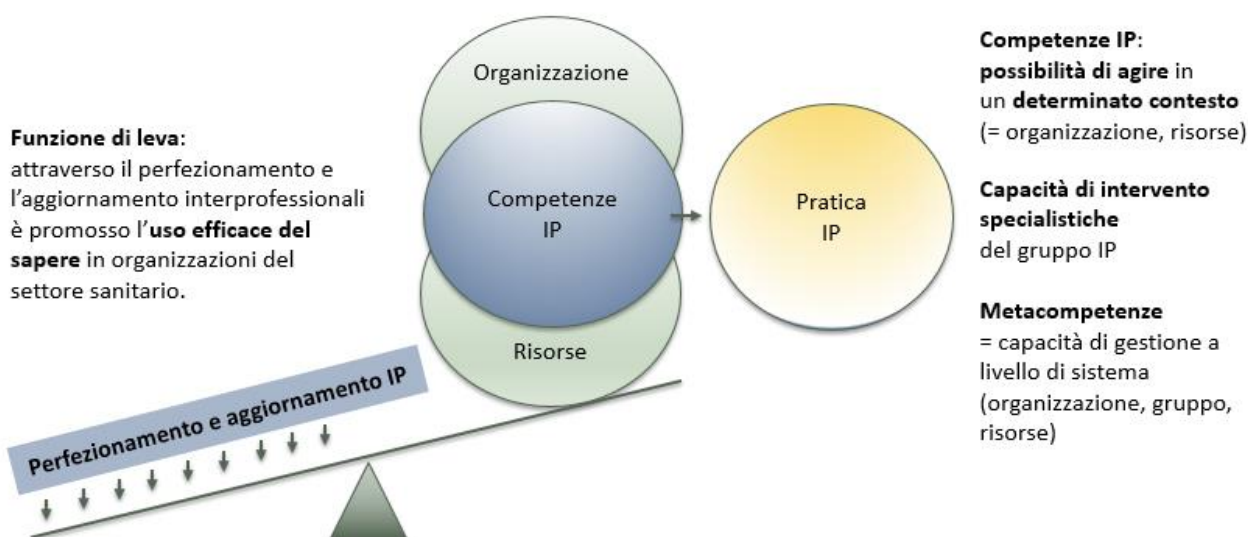 Funzione di leva:
attraverso il perfezionamento e
l’aggiornamento interprofessionali
è promosso l’uso efficace del
sapere in organizzazioni del
settore sanitario.
Perfezionamento e aggiornamento IP
Organizzazione
Competenze
IP
Risorse
Pratica
IP
Competenze IP:
possibilità di agire in
un determinato contesto
(= organizzazione, risorse)
Capacità di intervento
specialistiche
del gruppo IP
Metacompetenze
= capacità di gestione a
livello di sistema
(organizzazione, gruppo,
risorse)